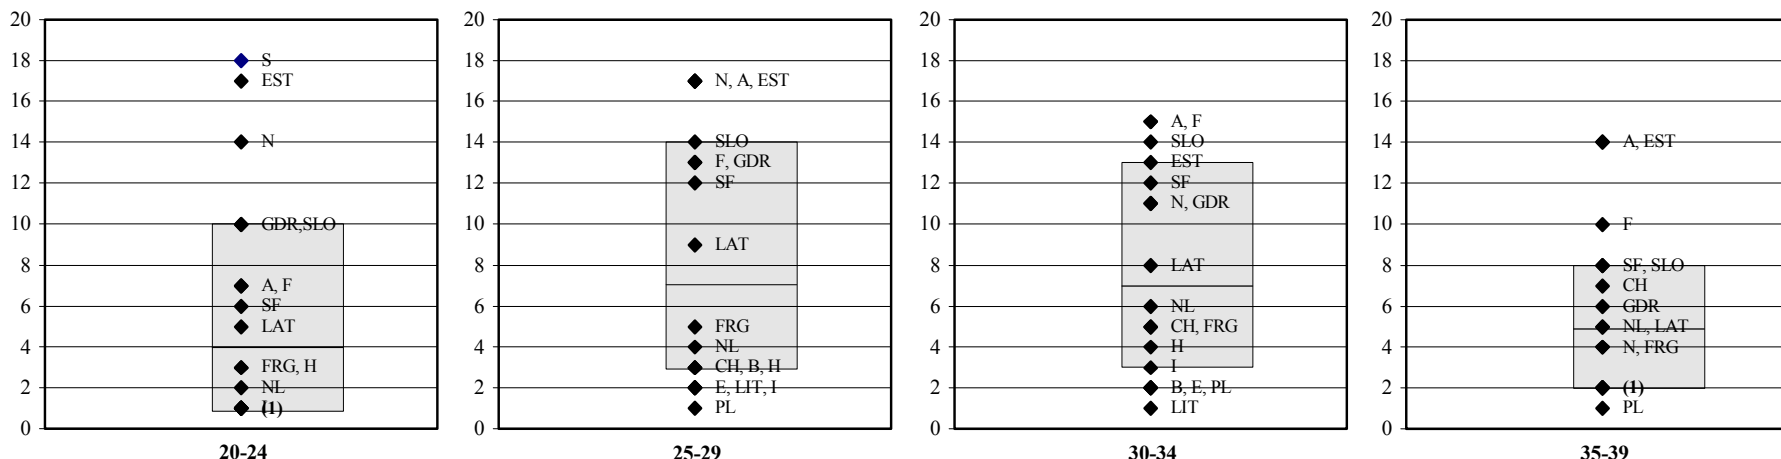 20
18
16
14
12
10
8
6
4
2
0
S
EST
N
GDR,SLO
A, F
SF
LAT
FRG, H
NL
(1)
20-24
20
18
16
14
12
10
8
6
4
2
0
N, A, EST
SLO
F, GDR
SF
LAT
FRG
NL
CH, B, H
E, LIT, I
PL
25-29
20
18
16
14
12
10
8
6
4
2
0
A, F
SLO
EST
SF
N, GDR
LAT
NL
CH, FRG
H
I
B, E, PL
LIT
30-34
20
18
16
14
12
10
8
6
4
2
0
A, EST
F
SF, SLO
CH
GDR
NL, LAT
N, FRG
(1)
PL
35-39